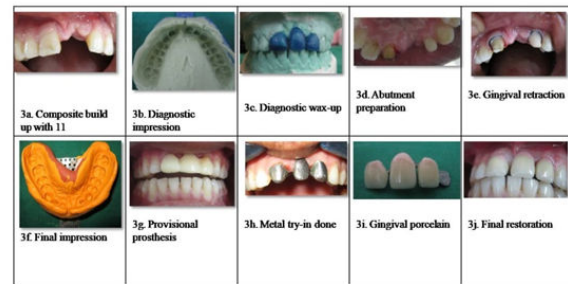 3a. Composite build
up with 11
3b. Diagnostic
impression
3c. Diagnostic wax-up
3d. Abutment
preparation
3e. Gingival retraction
3f. Final impression
3g. Provisional
prosthesis
3h. Metal try-in done
3i. Gingival porcelain
3j. Final restoration